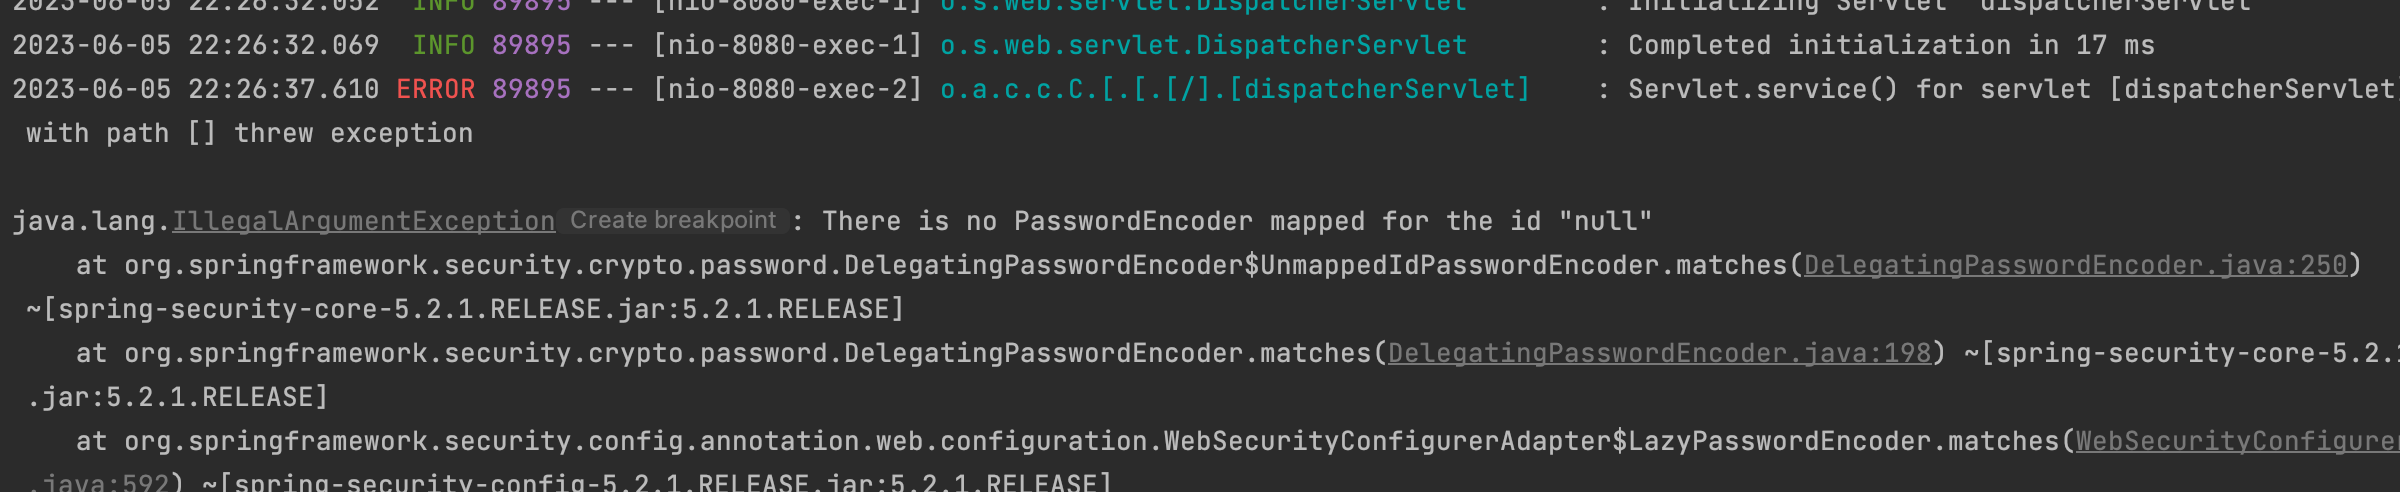 2023-06-05 22:26:32.052  INFO 89895 --- [nio-8080-exec-1] o.s.web.servlet.DispatcherServlet        : Initializing Servlet 'dispatcherServlet'
2023-06-05 22:26:32.069  INFO 89895 --- [nio-8080-exec-1] o.s.web.servlet.DispatcherServlet        : Completed initialization in 17 ms
2023-06-05 22:26:37.610 ERROR 89895 --- [nio-8080-exec-2] o.a.c.c.C.[.[.[/].[dispatcherServlet]    : Servlet.service() for servlet [dispatcherServlet]
with path [] threw exception
java.lang.IllegalArgumentException Create breakpoint : There is no PasswordEncoder mapped for the id "null"
at org.springframework.security.crypto.password.DelegatingPasswordEncoder$UnmappedIdPasswordEncoder.matches(DelegatingPasswordEncoder.java:250)
~[spring-security-core-5.2.1.RELEASE.jar:5.2.1.RELEASE]
at org.springframework.security.crypto.password.DelegatingPasswordEncoder.matches(DelegatingPasswordEncoder.java:198) ~[spring-security-core-5.2.1
.jar:5.2.1.RELEASE]
at org.springframework.security.config.annotation.web.configuration.WebSecurityConfigurerAdapter$LazyPasswordEncoder.matches(WebSecurityConfigurer
.java:592) ~[spring-security-config-5.2.1.RELEASE.jar:5.2.1.RELEASE]